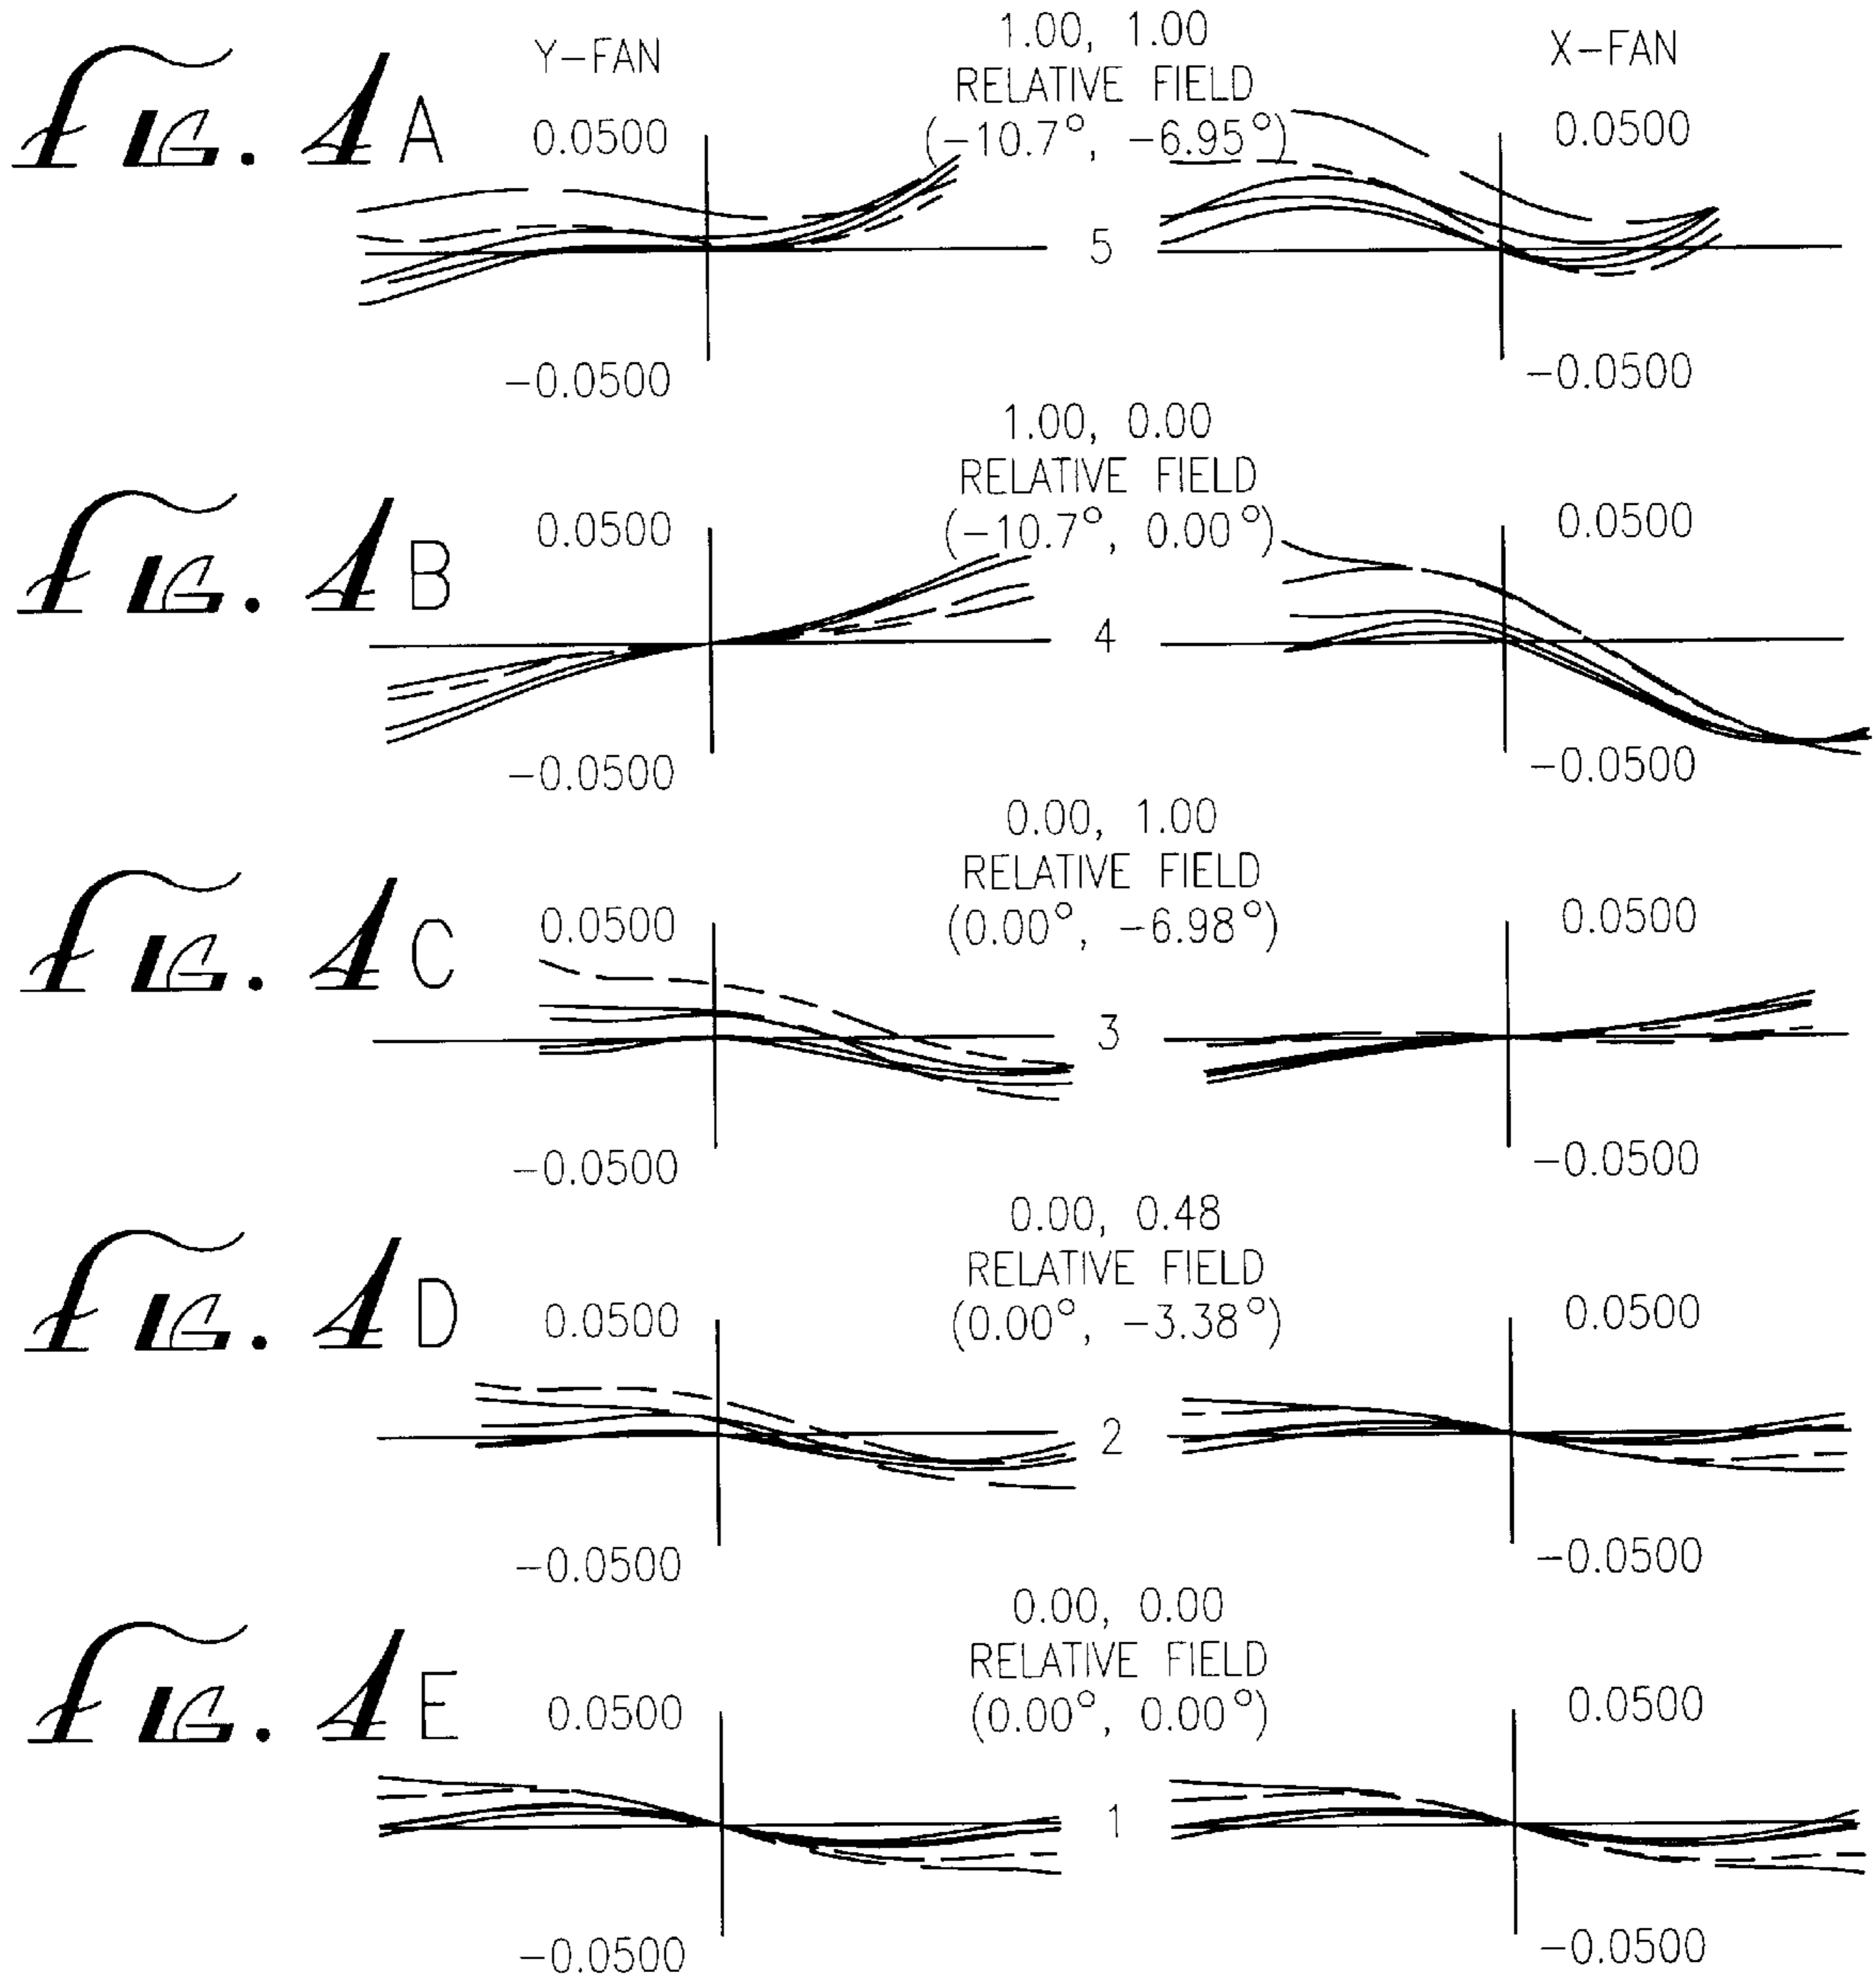 Y-FAN 1.00, 1.00 X-FAN
RELATIVE FIELD
FIG. 4A 0.0500 (-10.7°, -6.95°) 0.0500
5
-0.0500 -0.0500
1.00, 0.00
RELATIVE FIELD
FIG. 4B 0.0500 (-10.7°, 0.00°) 0.0500
4
-0.0500 -0.0500
0.00, 1.00
RELATIVE FIELD
FIG. 4C 0.0500 (0.00°, -6.98°) 0.0500
3
-0.0500 -0.0500
0.00, 0.48
RELATIVE FIELD
FIG. 4D 0.0500 (0.00°, -3.38°) 0.0500
2
-0.0500 -0.0500
0.00, 0.00
RELATIVE FIELD
FIG. 4E 0.0500 (0.00°, 0.00°) 0.0500
1
-0.0500 -0.0500